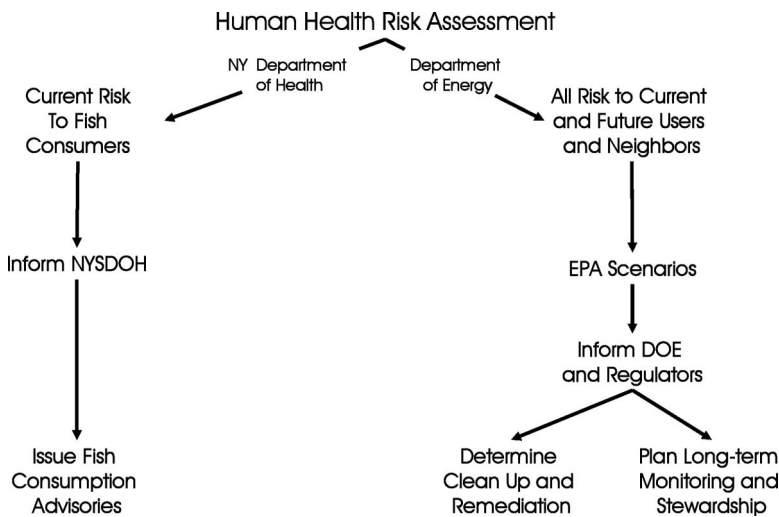 Human Health Risk Assessment
NY Department
of Health
Department
of Energy
Current Risk
To Fish
Consumers
All Risk to Current
and Future Users
and Neighbors
Inform NYSDOH
EPA Scenarios
Inform DOE
and Regulators
Issue Fish
Consumption
Advisories
Determine
Clean Up and
Remediation
Plan Long-term
Monitoring and
Stewardship